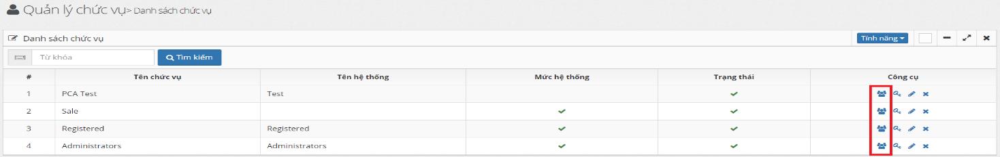 Quản lý chức vụ> Danh sách chức vụ
Danh sách chức vụ Tính năng
Từ khóa Tìm kiếm
# Tên chức vụ Tên hệ thống Mức hệ thống Trạng thái Công cụ
1 PCA Test Test
2 Sale
3 Registered Registered
4 Administrators Administrators